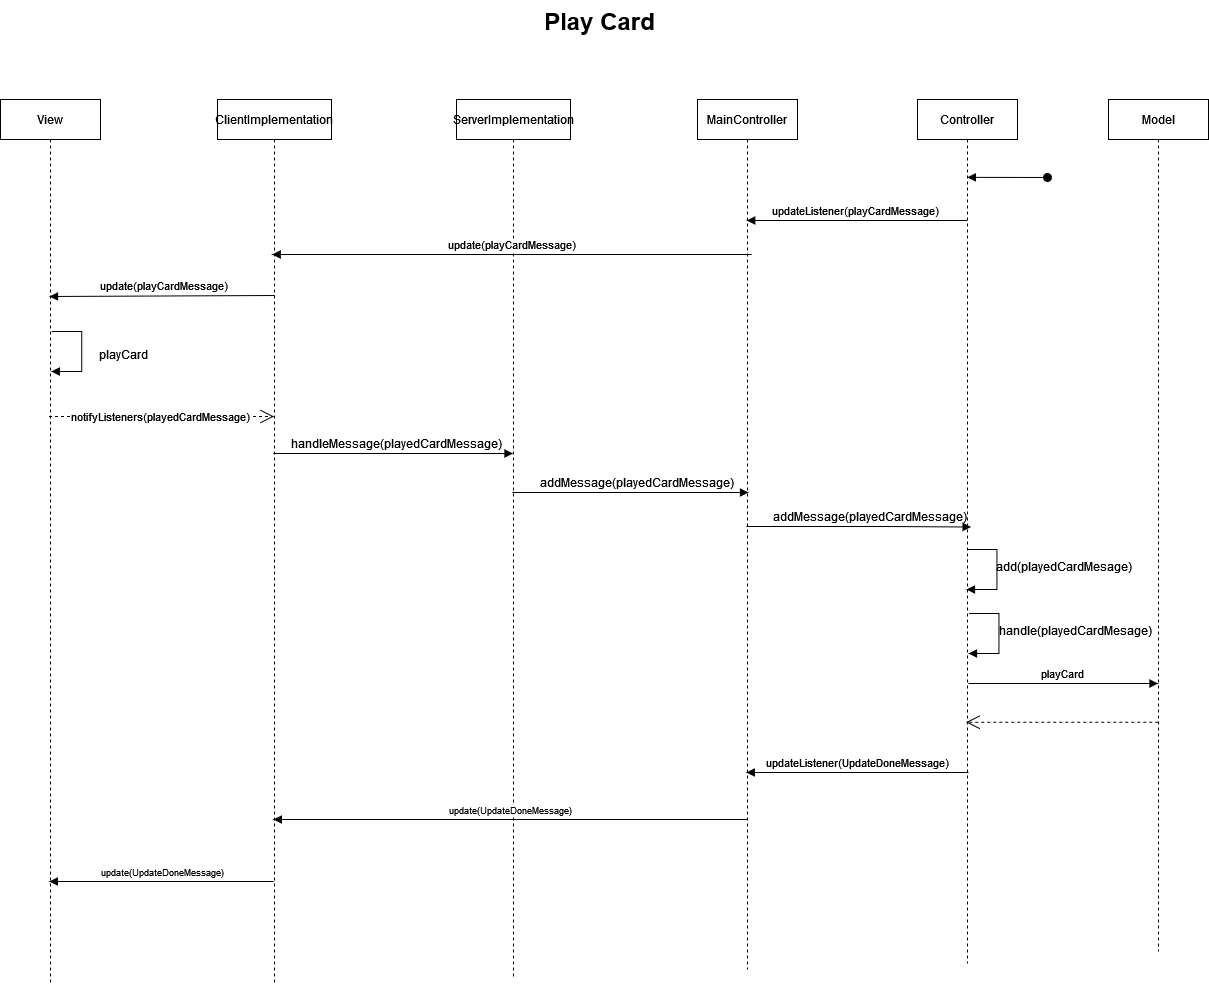 Play Card
View
ClientImplementation
ServerImplementation
MainController
Controller
Model
updateListener(playCardMessage)
update(playCardMessage)
update(playCardMessage)
playCard
notifyListeners(playedCardMessage)
handleMessage(playedCardMessage)
addMessage(playedCardMessage)
addMessage(playedCardMessage)
add(playedCardMesage)
handle(playedCardMesage)
playCard
updateListener(UpdateDoneMessage)
update(UpdateDoneMessage)
update(UpdateDoneMessage)